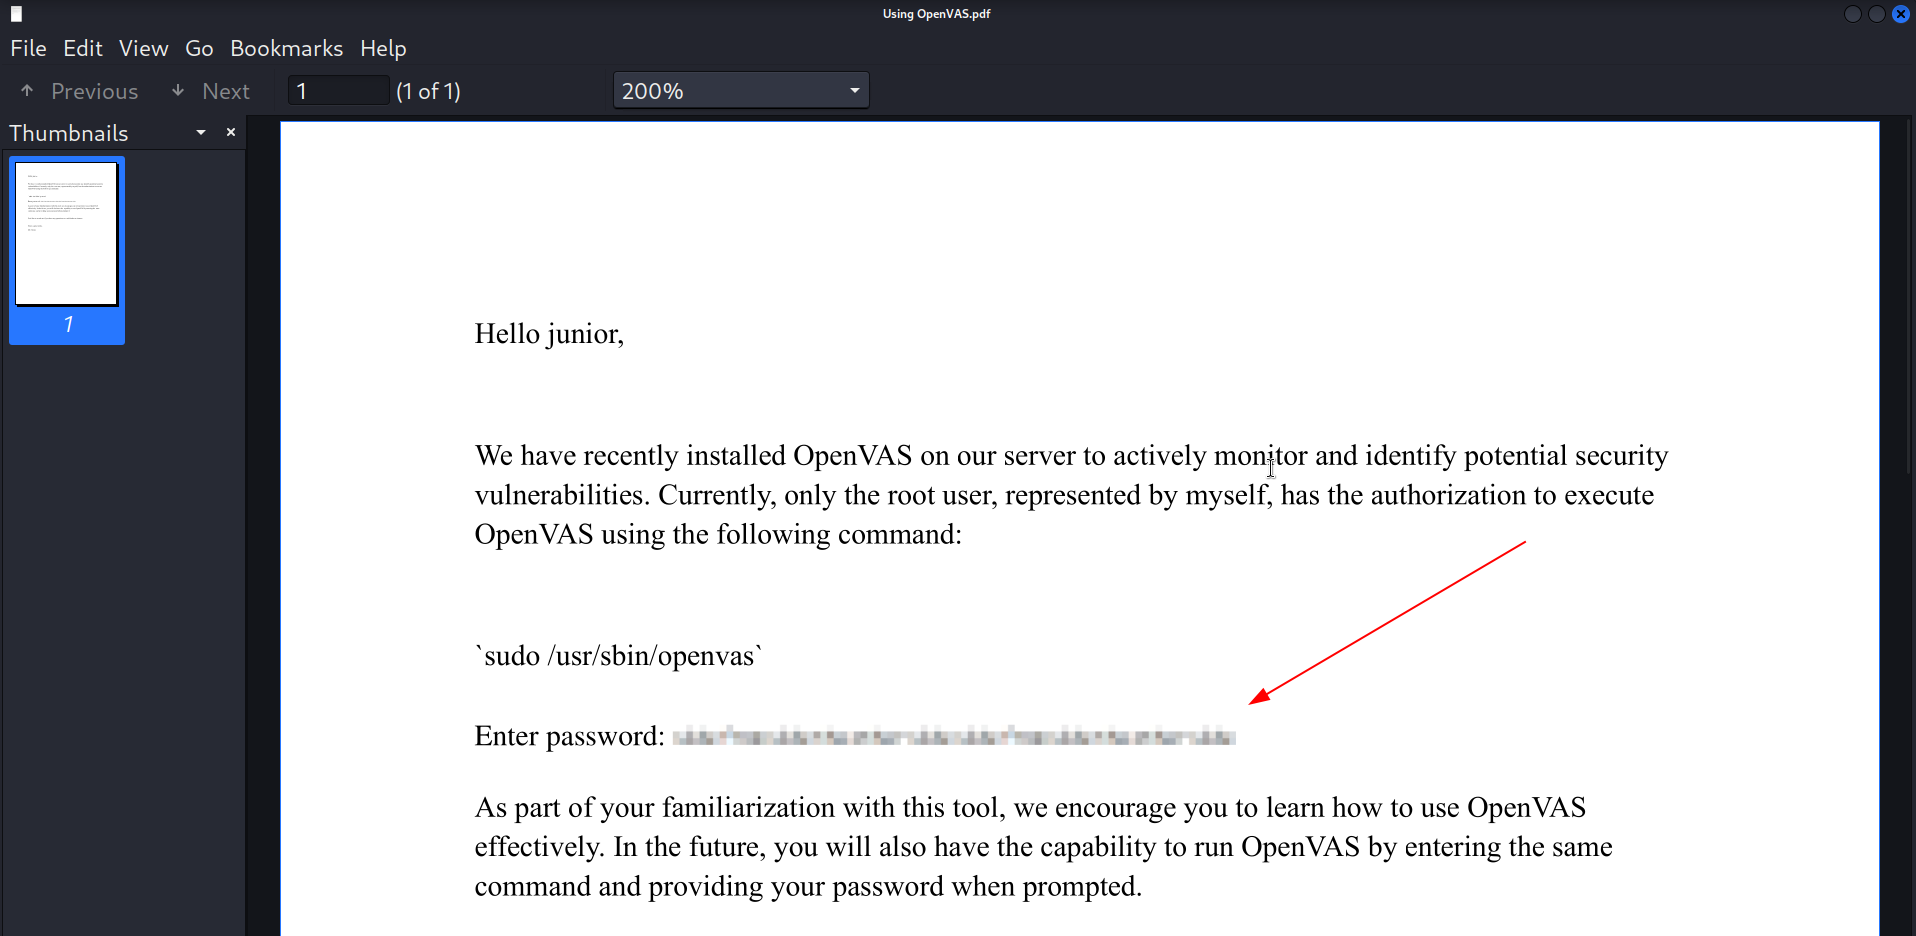 Using OpenVAS.pdf
File Edit View Go Bookmarks Help
Previous Next 1 (1 of 1) 200%
Thumbnails
1
Hello junior,
We have recently installed OpenVAS on our server to actively monitor and identify potential security
vulnerabilities. Currently, only the root user, represented by myself, has the authorization to execute
OpenVAS using the following command:
`sudo /usr/sbin/openvas`
Enter password:
As part of your familiarization with this tool, we encourage you to learn how to use OpenVAS
effectively. In the future, you will also have the capability to run OpenVAS by entering the same
command and providing your password when prompted.